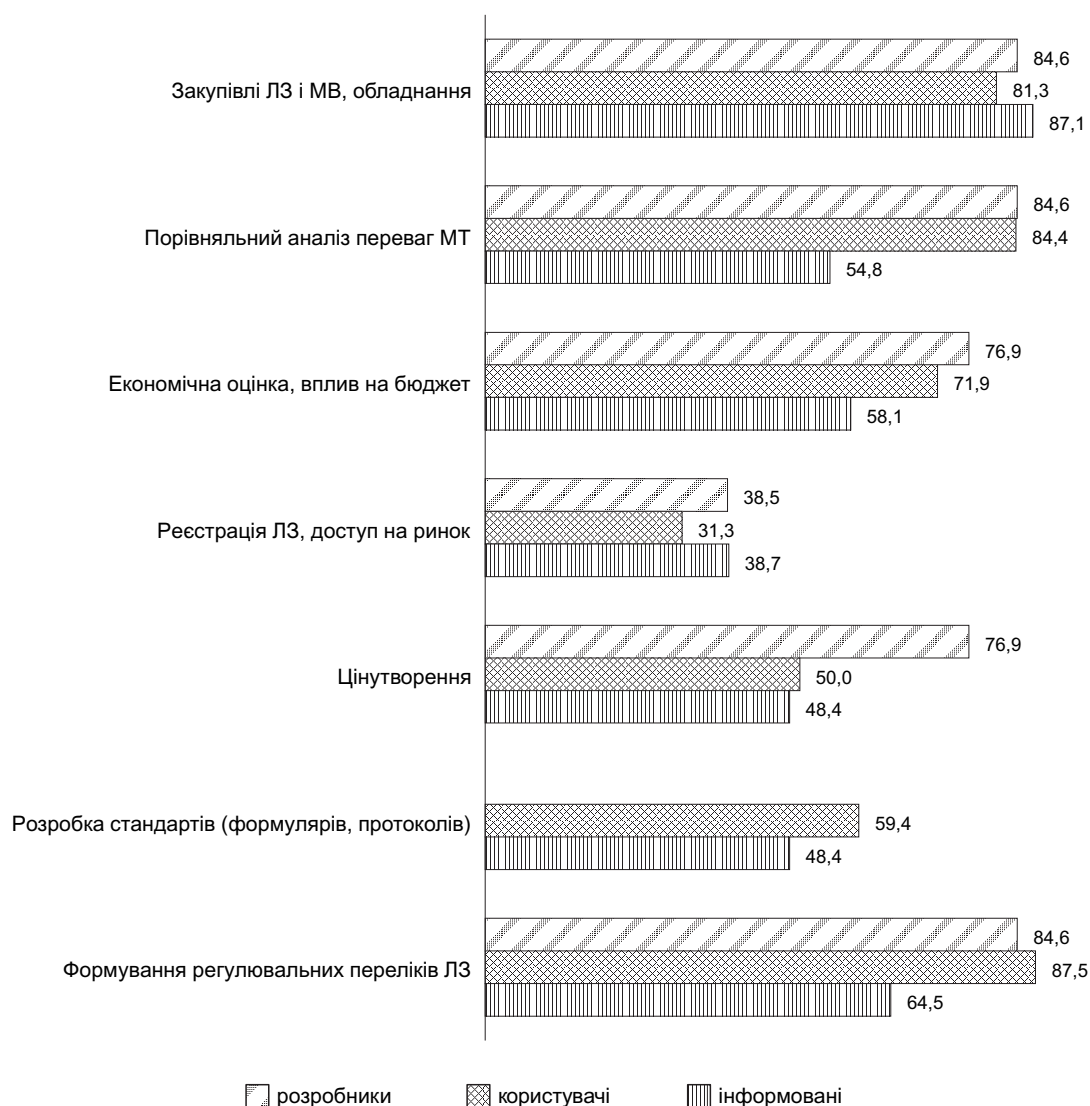 84,6
Закупівлі ЛЗ і МВ, обладнання
81,3
87,1
84,6
Порівняльний аналіз переваг МТ
84,4
54,8
76,9
Економічна оцінка, вплив на бюджет
71,9
58,1
38,5
Реєстрація ЛЗ, доступ на ринок
31,3
38,7
76,9
Цінутворення
50,0
48,4
Розробка стандартів (формулярів, протоколів)
59,4
48,4
84,6
Формування регулювальних переліків ЛЗ
87,5
64,5
розробники користувачі інформовані